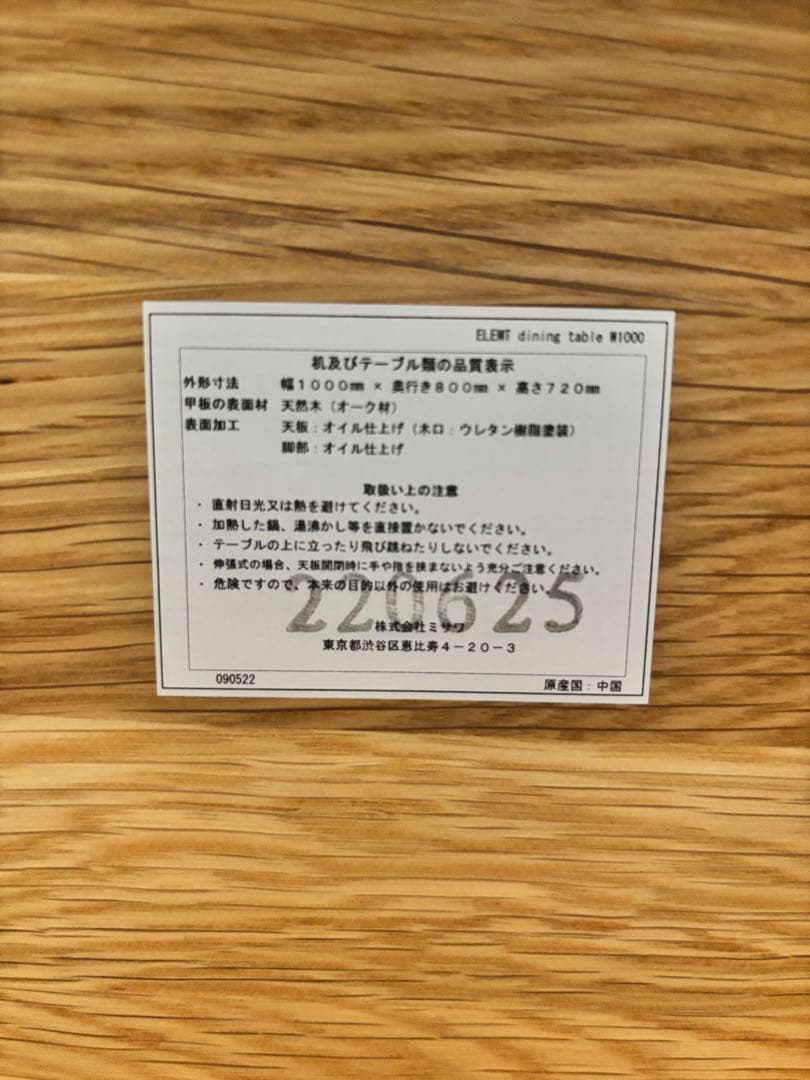 ELEMT dining table W1000
机及びテーブル類の品質表示
外形寸法 幅1000㎜ × 奥行き800㎜ × 高さ720㎜
甲板の表面材 天然木（オーク材）
表面加工 天板：オイル仕上げ（木口：ウレタン樹脂塗装）
脚部：オイル仕上げ
取扱い上の注意
・ 直射日光又は熱を避けてください。
・ 加熱した鍋、湯沸かし等を直接置かないでください。
・ テーブルの上に立ったり飛び跳ねたりしないでください。
・ 伸張式の場合、天板開閉時に手や指を挟まないよう充分ご注意ください。
・ 危険ですので、本来の目的以外の使用はお避けください。
220625
株式会社ミサワ
東京都渋谷区恵比寿4－20－3
090522 原産国：中国